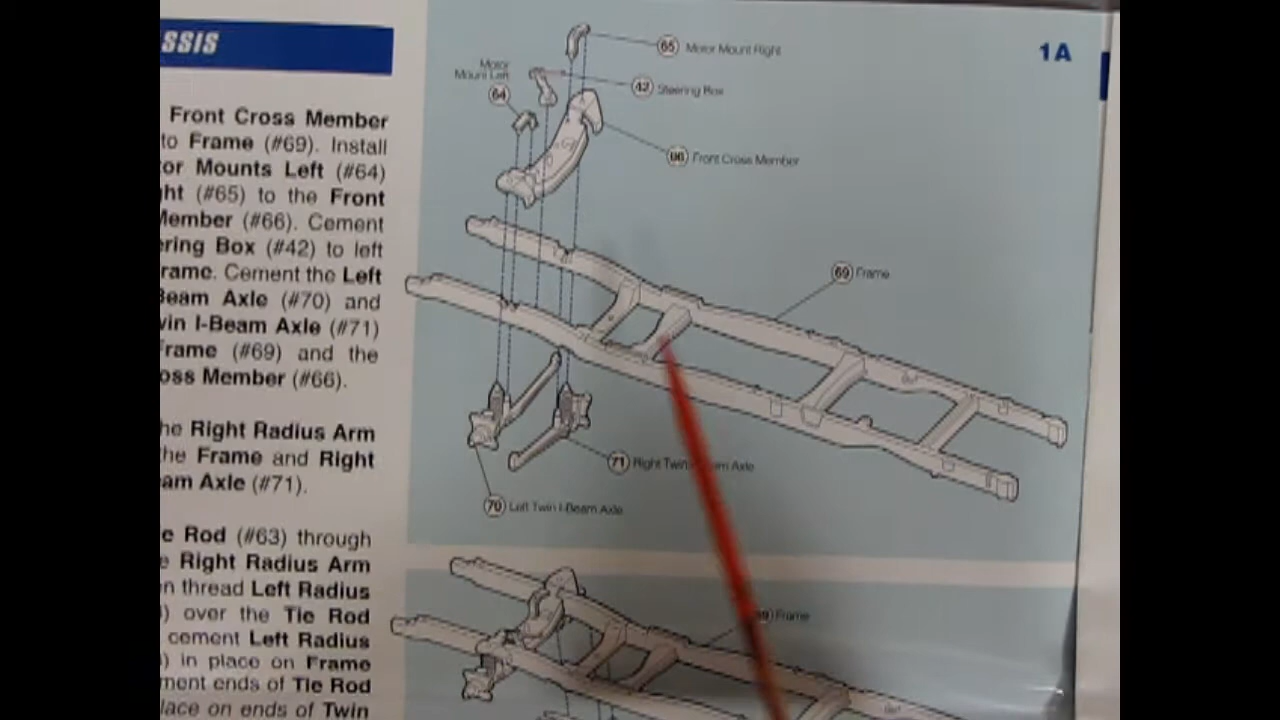 SSIS
Front Cross Member
to Frame (#69). Install
or Mounts Left (#64)
ht (#65) to the Front
Member (#66). Cement
ering Box (#42) to left
rame. Cement the Left
Beam Axle (#70) and
win I-Beam Axle (#71)
Frame (#69) and the
oss Member (#66).
he Right Radius Arm
the Frame and Right
am Axle (#71).
e Rod (#63) through
e Right Radius Arm
n thread Left Radius
) over the Tie Rod
cement Left Radius
) in place on Frame
ment ends of Tie Rod
lace on ends of Twin
1A
65 Motor Mount Right
Motor
Mount Left
64
42 Steering Box
66 Front Cross Member
69 Frame
71 Right Twin am Axle
70 Left Twin I-Beam Axle
69 Frame